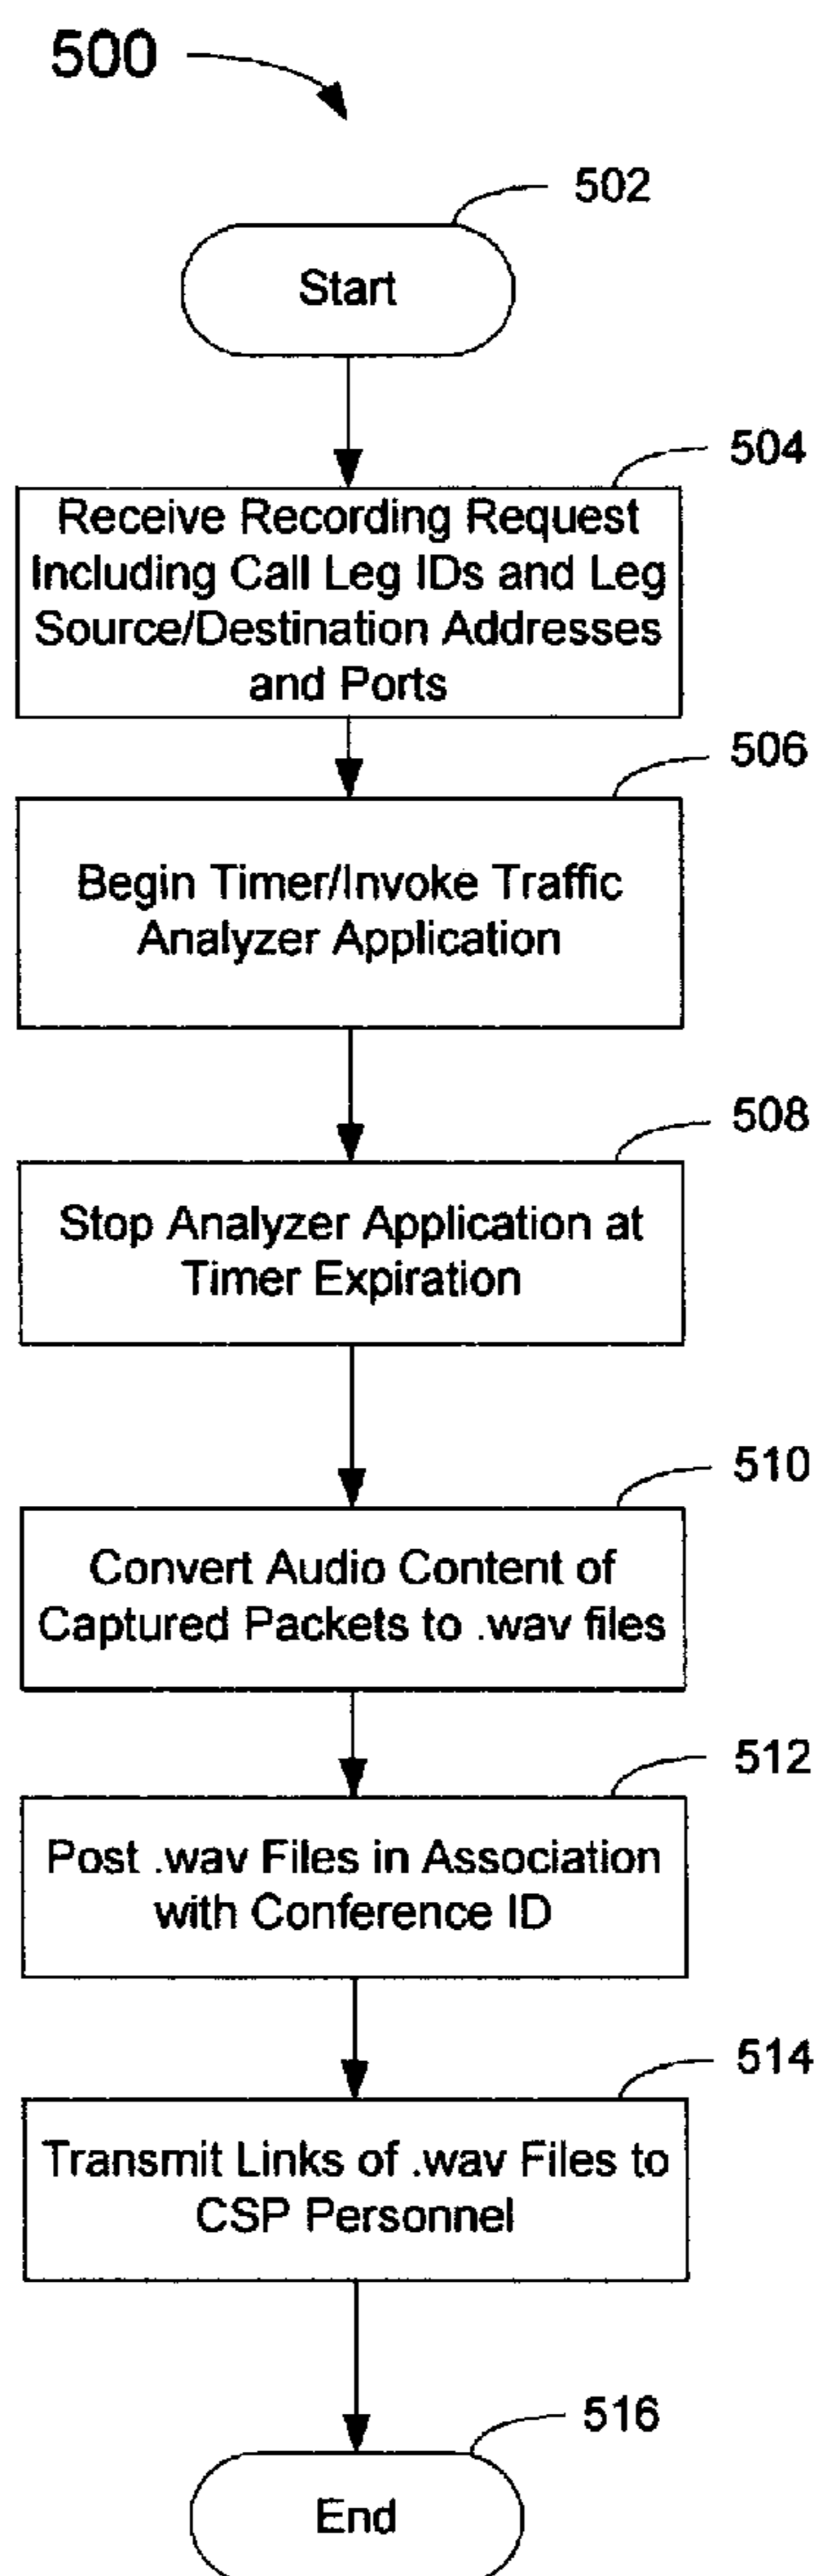 500
502
Start
504
Receive Recording Request
Including Call Leg IDs and Leg
Source/Destination Addresses
and Ports
506
Begin Timer/Invoke Traffic
Analyzer Application
508
Stop Analyzer Application at
Timer Expiration
510
Convert Audio Content of
Captured Packets to .wav files
512
Post .wav Files in Association
with Conference ID
514
Transmit Links of .wav Files to
CSP Personnel
516
End